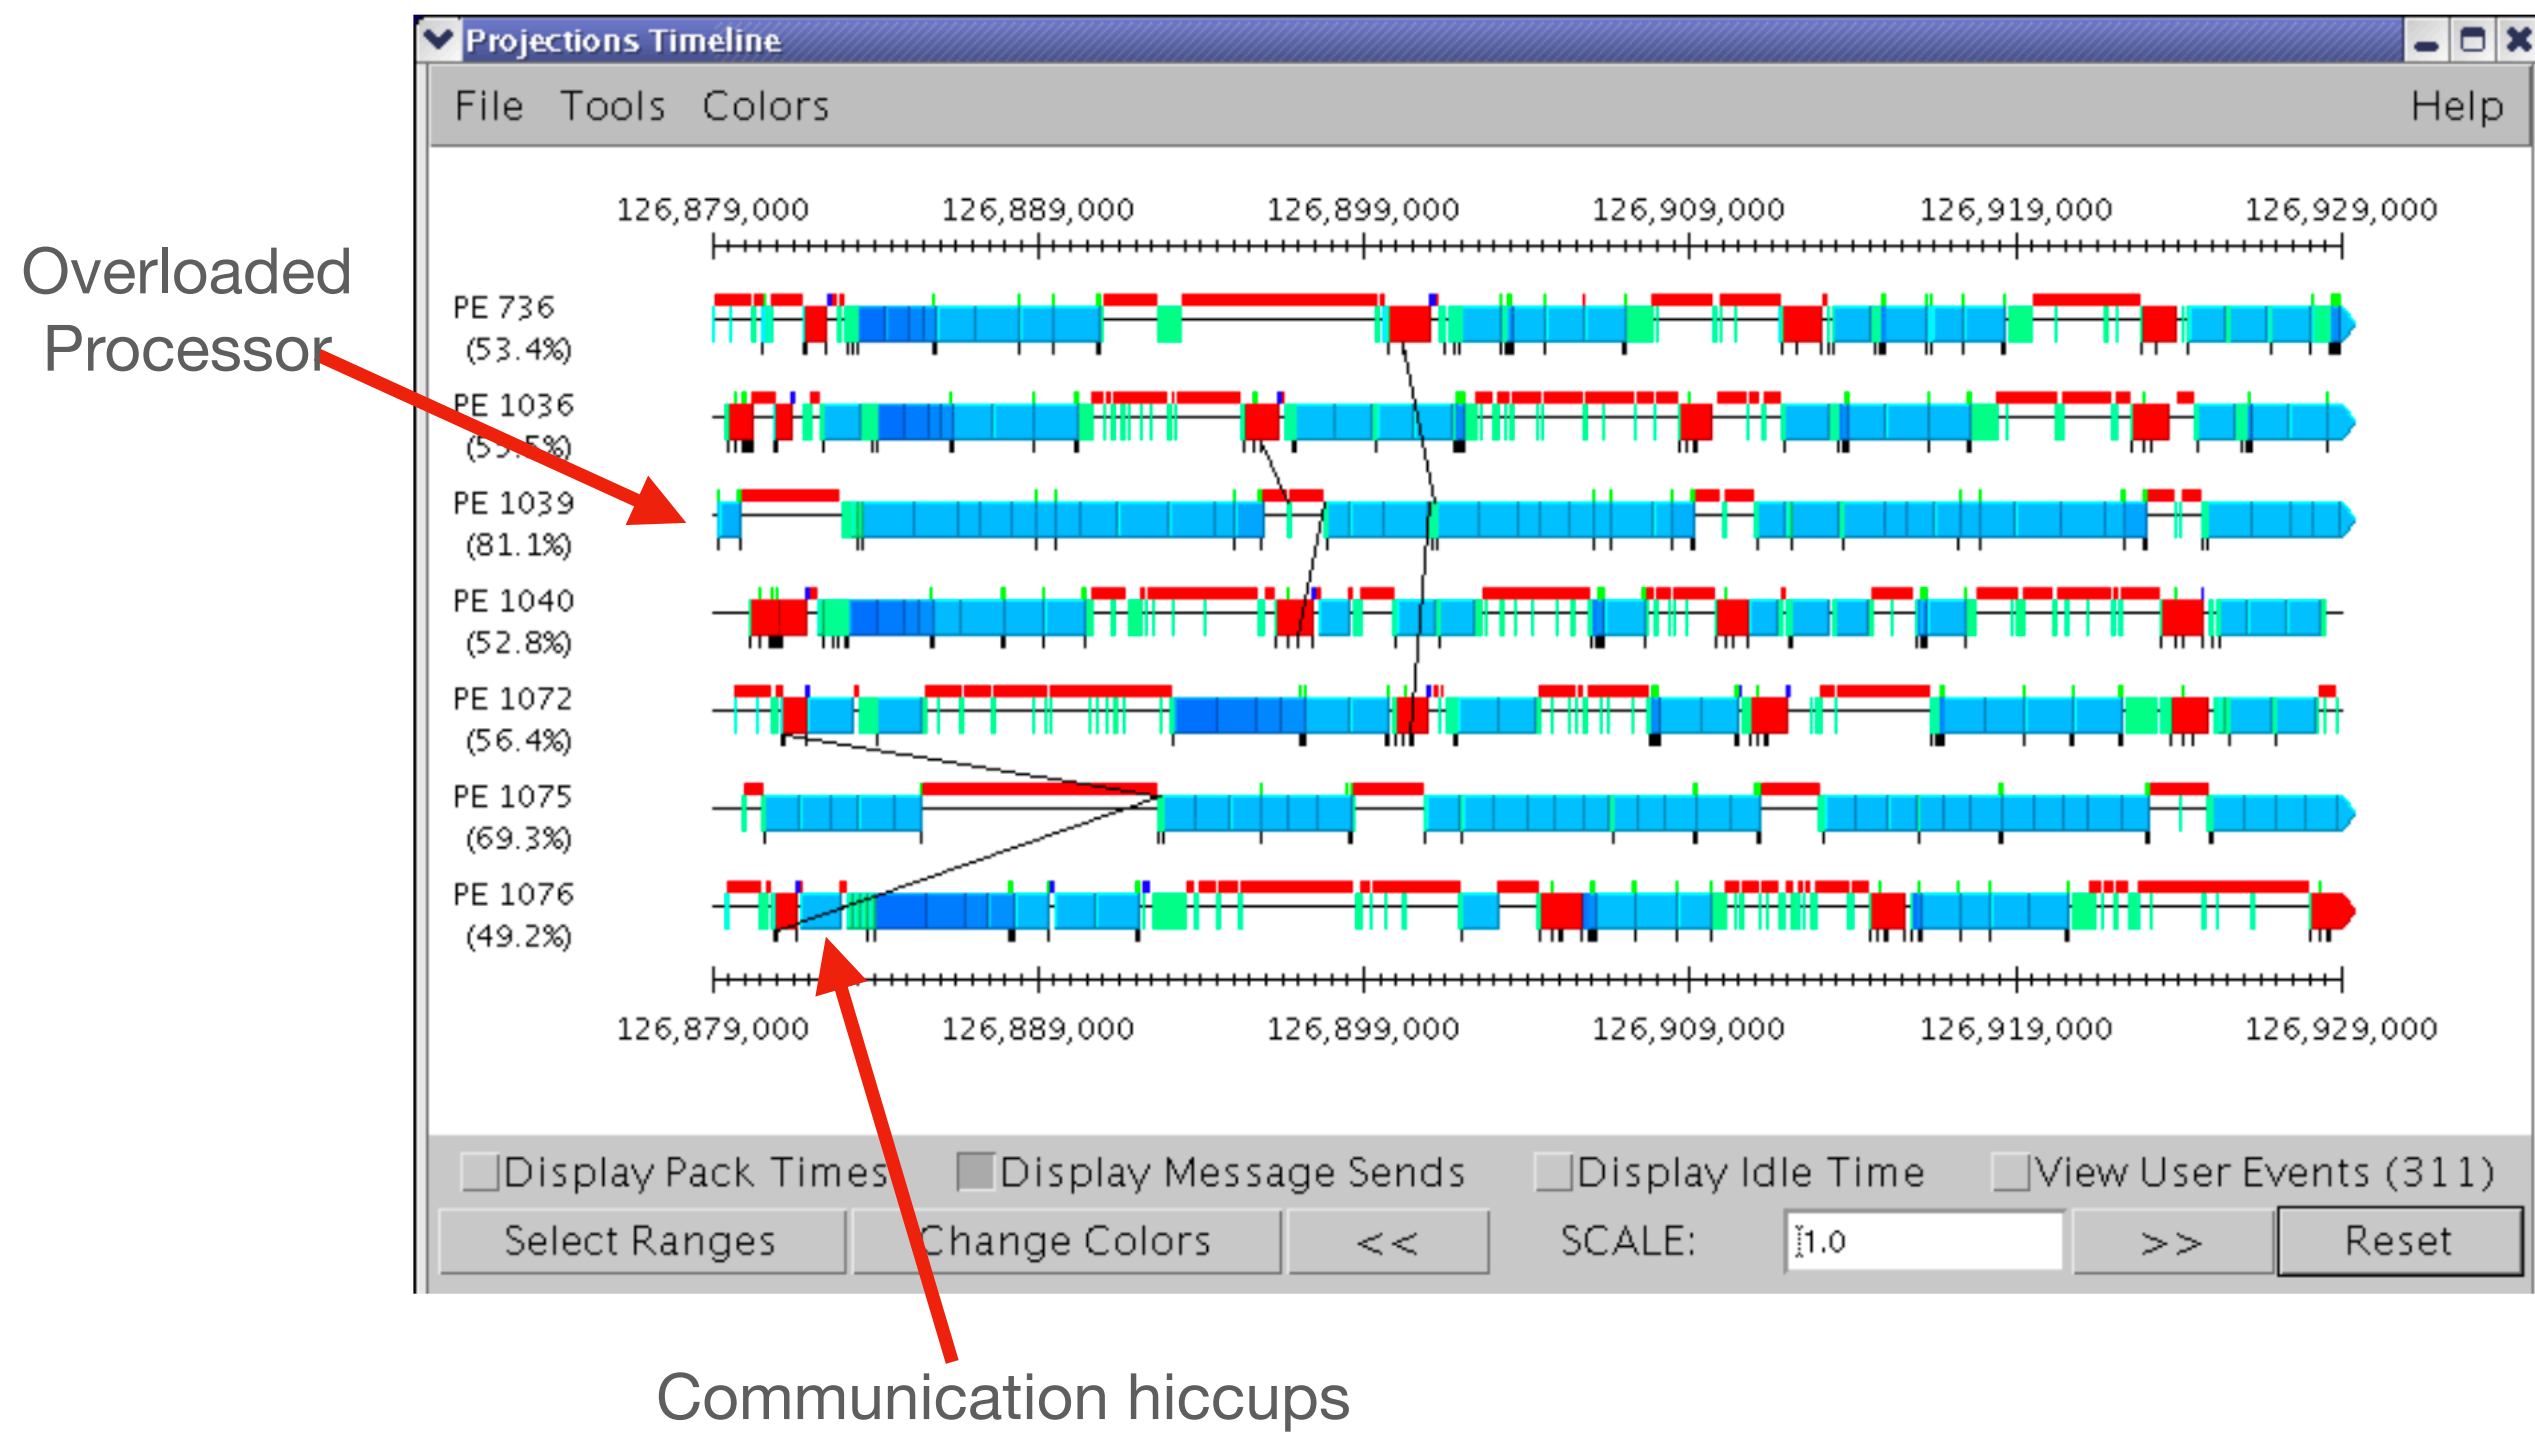 Projections Timeline
File Tools Colors Help
126,879,000 126,889,000 126,899,000 126,909,000 126,919,000 126,929,000
Overloaded
Processor
PE 736
(53.4%)
PE 1036
PE 1039
(81.1%)
PE 1040
(52.8%)
PE 1072
(56.4%)
PE 1075
(69.3%)
PE 1076
(49.2%)
126,879,000 126,889,000 126,899,000 126,909,000 126,919,000 126,929,000
Display Pack Times Display Message Sends Display Idle Time View User Events (311)
Select Ranges Change Colors << SCALE: 1.0 >> Reset
Communication hiccups